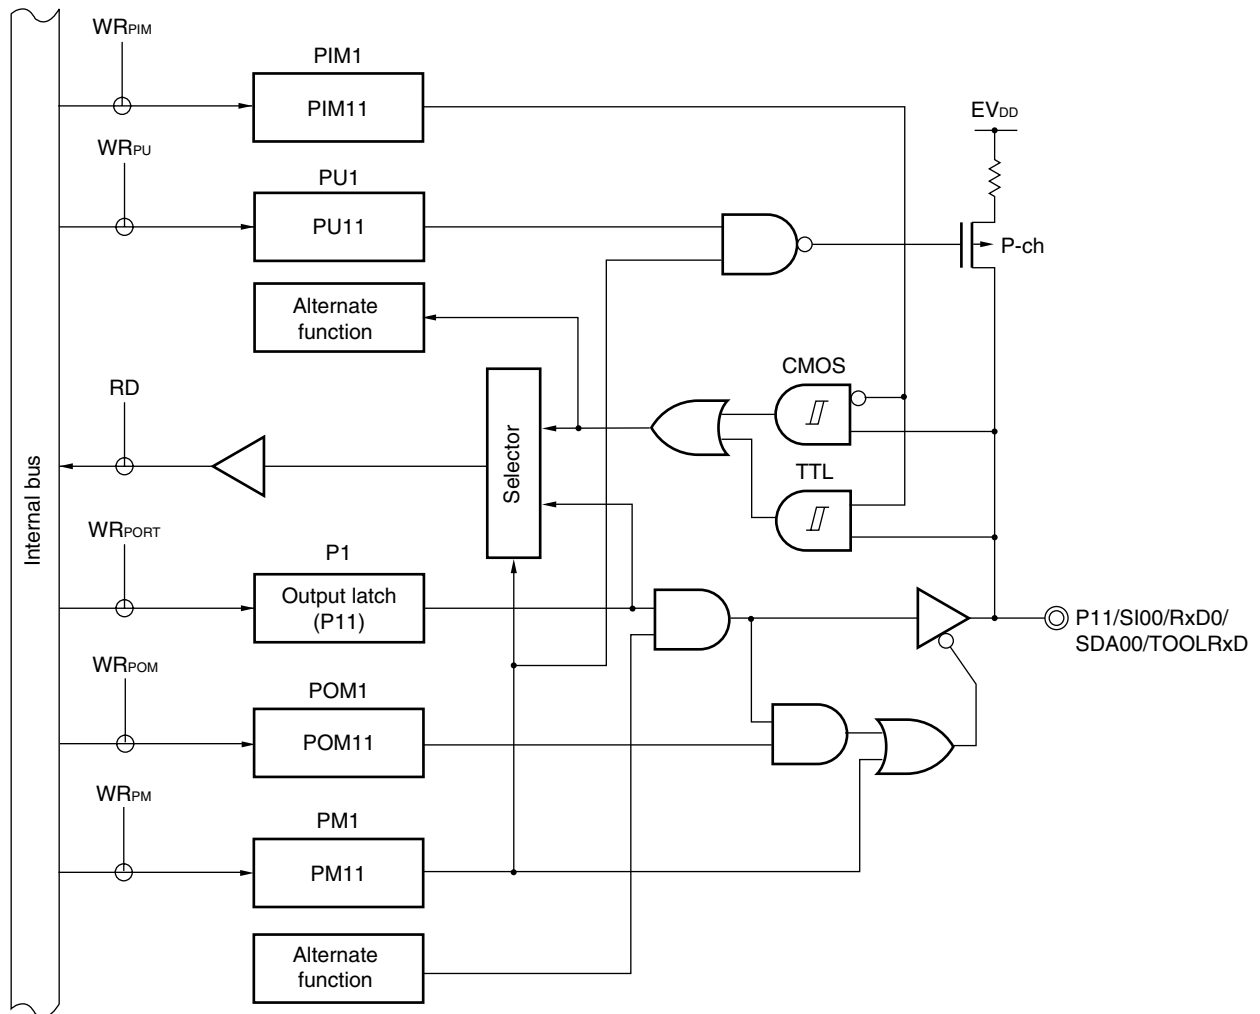 WRPIM
PIM1
PIM11
EVDD
WRPU
PU1
PU11
P-ch
Alternate
function
CMOS
RD
Selector
TTL
Internal bus
WRPORT
P1
Output latch
(P11)
P11/SI00/RxD0/
SDA00/TOOLRxD
WRPOM
POM1
POM11
WRPM
PM1
PM11
Alternate
function